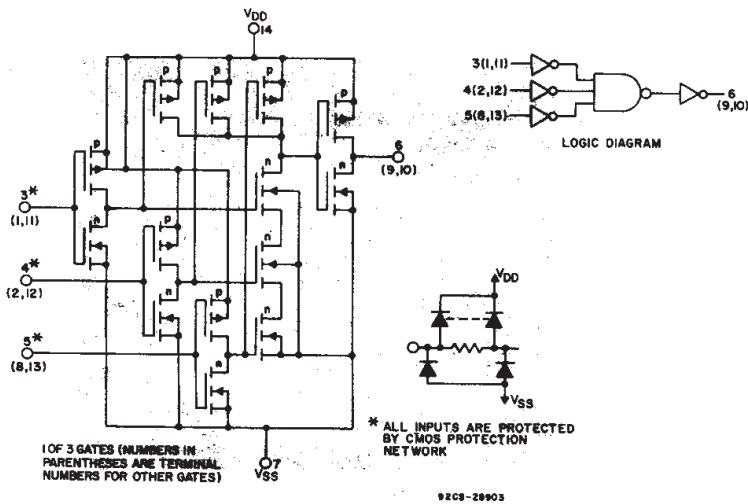 VDD
14
p
p
p
p
p
n
p
n
p
n
n
n
n
p
n
3*
(1,11)
4*
(2,12)
5*
(8,13)
6
(9,10)
7
VSS
1 OF 3 GATES (NUMBERS IN
PARENTHESES ARE TERMINAL
NUMBERS FOR OTHER GATES)
3(1,11)
4(2,12)
5(8,13)
6
(9,10)
LOGIC DIAGRAM
VDD
VSS
* ALL INPUTS ARE PROTECTED
BY CMOS PROTECTION
NETWORK
92CS-28903